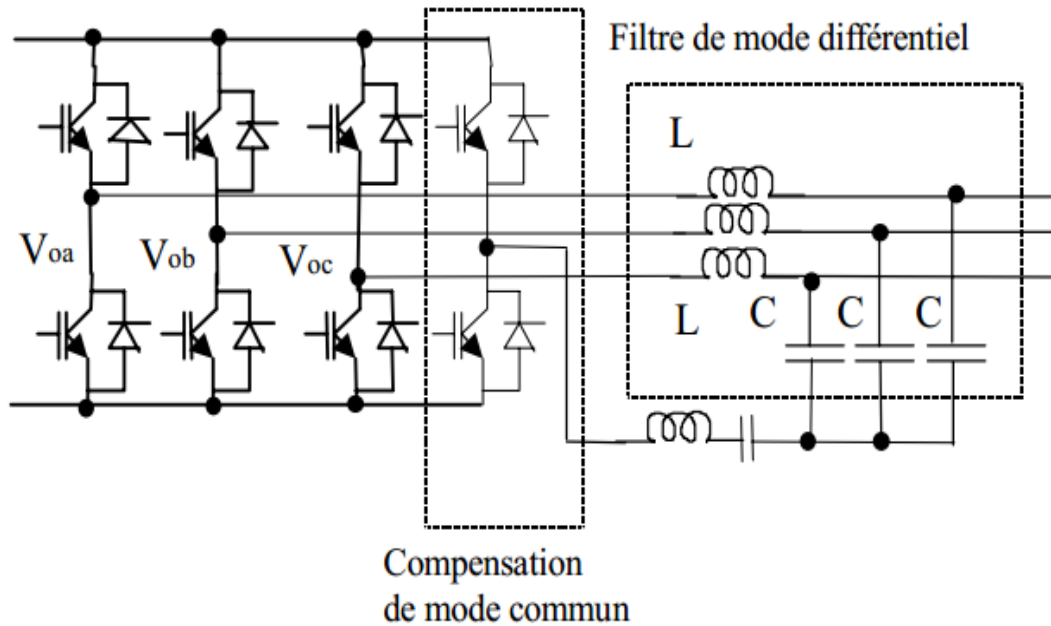 Filtre de mode différentiel
L
Voa
Vob
Voc
L
C
C
C
Compensation
de mode commun